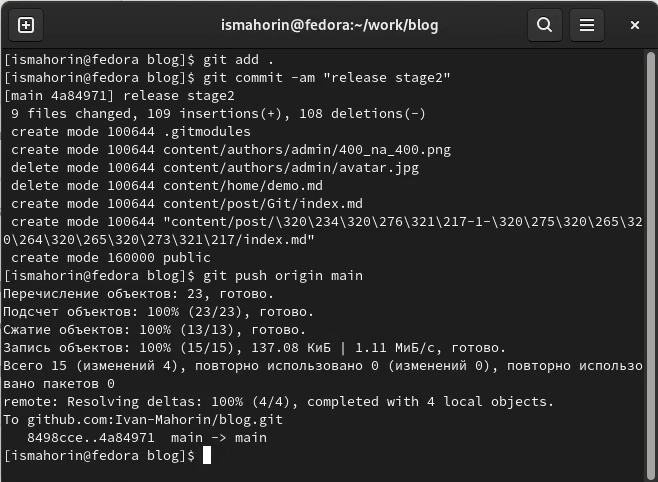 ismahorin@fedora:~/work/blog
[ismahorin@fedora blog]$ git add .
[ismahorin@fedora blog]$ git commit -am "release stage2"
[main 4a84971] release stage2
 9 files changed, 109 insertions(+), 108 deletions(-)
 create mode 100644 .gitmodules
 create mode 100644 content/authors/admin/400_na_400.png
 delete mode 100644 content/authors/admin/avatar.jpg
 delete mode 100644 content/home/demo.md
 create mode 100644 content/post/Git/index.md
 create mode 100644 "content/post/\320\234\320\276\321\217-1-\320\275\320\265\32
0\264\320\265\320\273\321\217/index.md"
 create mode 160000 public
[ismahorin@fedora blog]$ git push origin main
Перечисление объектов: 23, готово.
Подсчет объектов: 100% (23/23), готово.
Сжатие объектов: 100% (13/13), готово.
Запись объектов: 100% (15/15), 137.08 КиБ | 1.11 МиБ/с, готово.
Всего 15 (изменений 4), повторно использовано 0 (изменений 0), повторно использо
вано пакетов 0
remote: Resolving deltas: 100% (4/4), completed with 4 local objects.
To github.com:Ivan-Mahorin/blog.git
   8498cce..4a84971  main -> main
[ismahorin@fedora blog]$